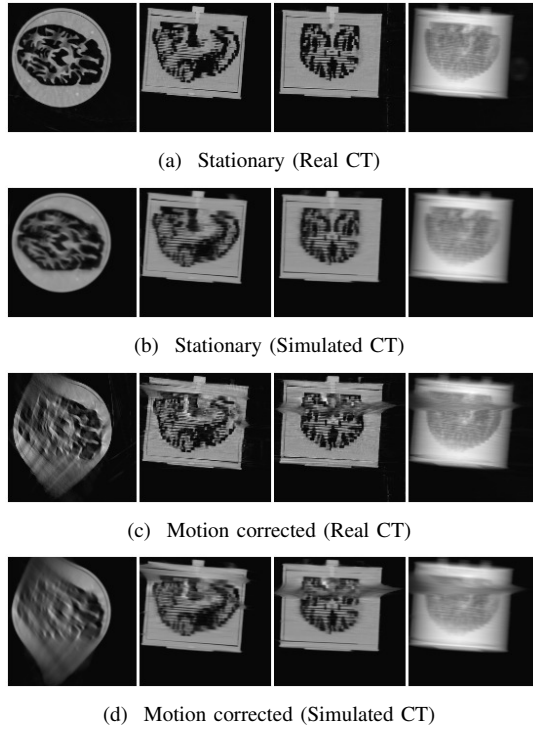 (a) Stationary (Real CT)
(b) Stationary (Simulated CT)
(c) Motion corrected (Real CT)
(d) Motion corrected (Simulated CT)